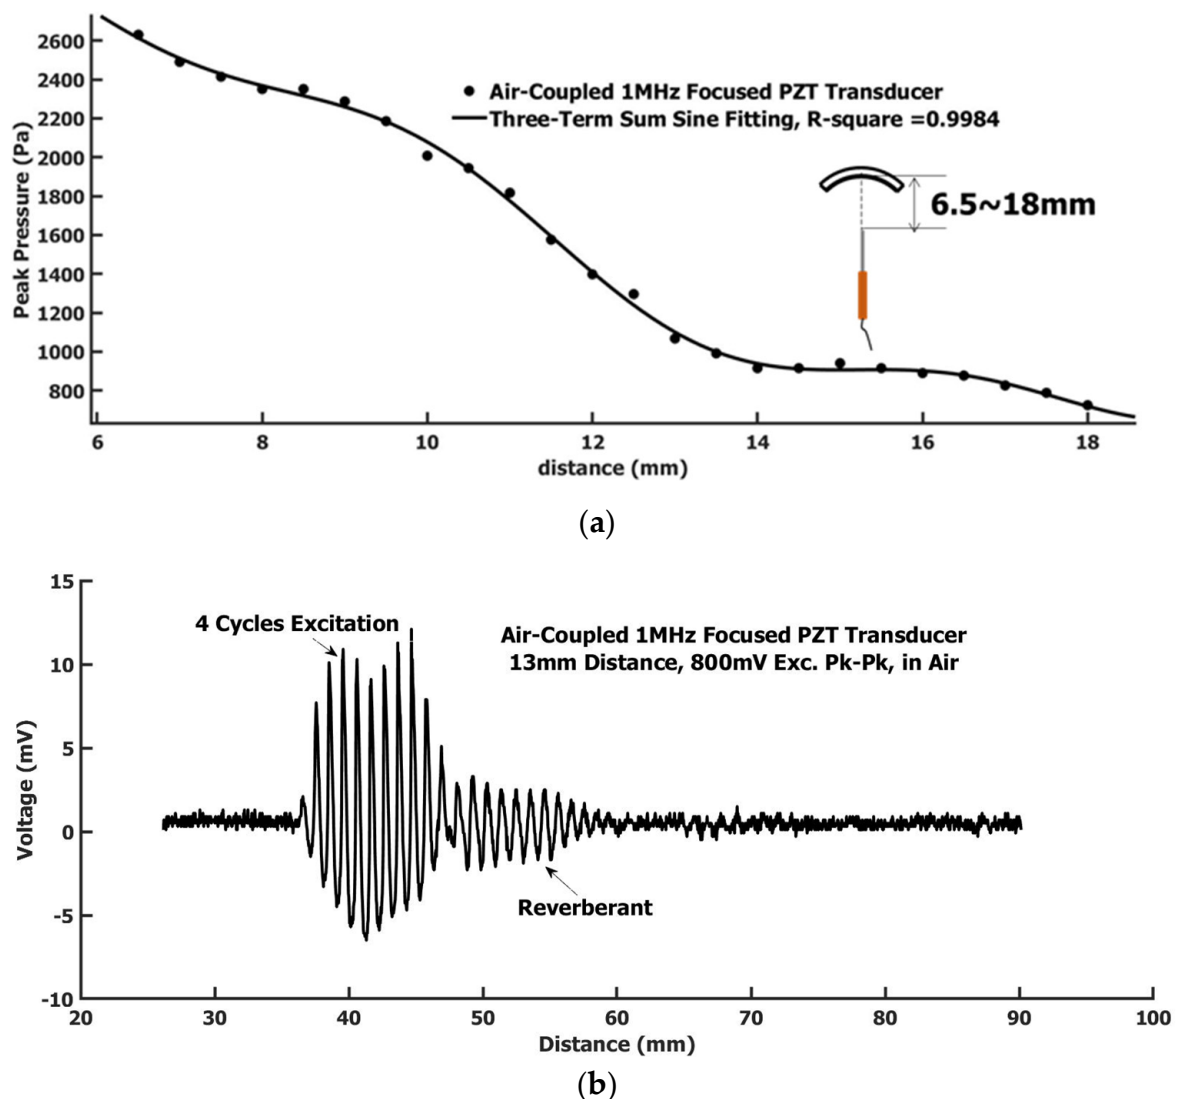 2600
2400
2200
2000
1800
1600
1400
1200
1000
800
Peak Pressure (Pa)
Air-Coupled 1MHz Focused PZT Transducer
Three-Term Sum Sine Fitting, R-square =0.9984
6.5~18mm
6 8 10 12 14 16 18
distance (mm)
(a)
15
10
5
0
-5
-10
Voltage (mV)
4 Cycles Excitation
Air-Coupled 1MHz Focused PZT Transducer
13mm Distance, 800mV Exc. Pk-Pk, in Air
Reverberant
20 30 40 50 60 70 80 90 100
Distance (mm)
(b)